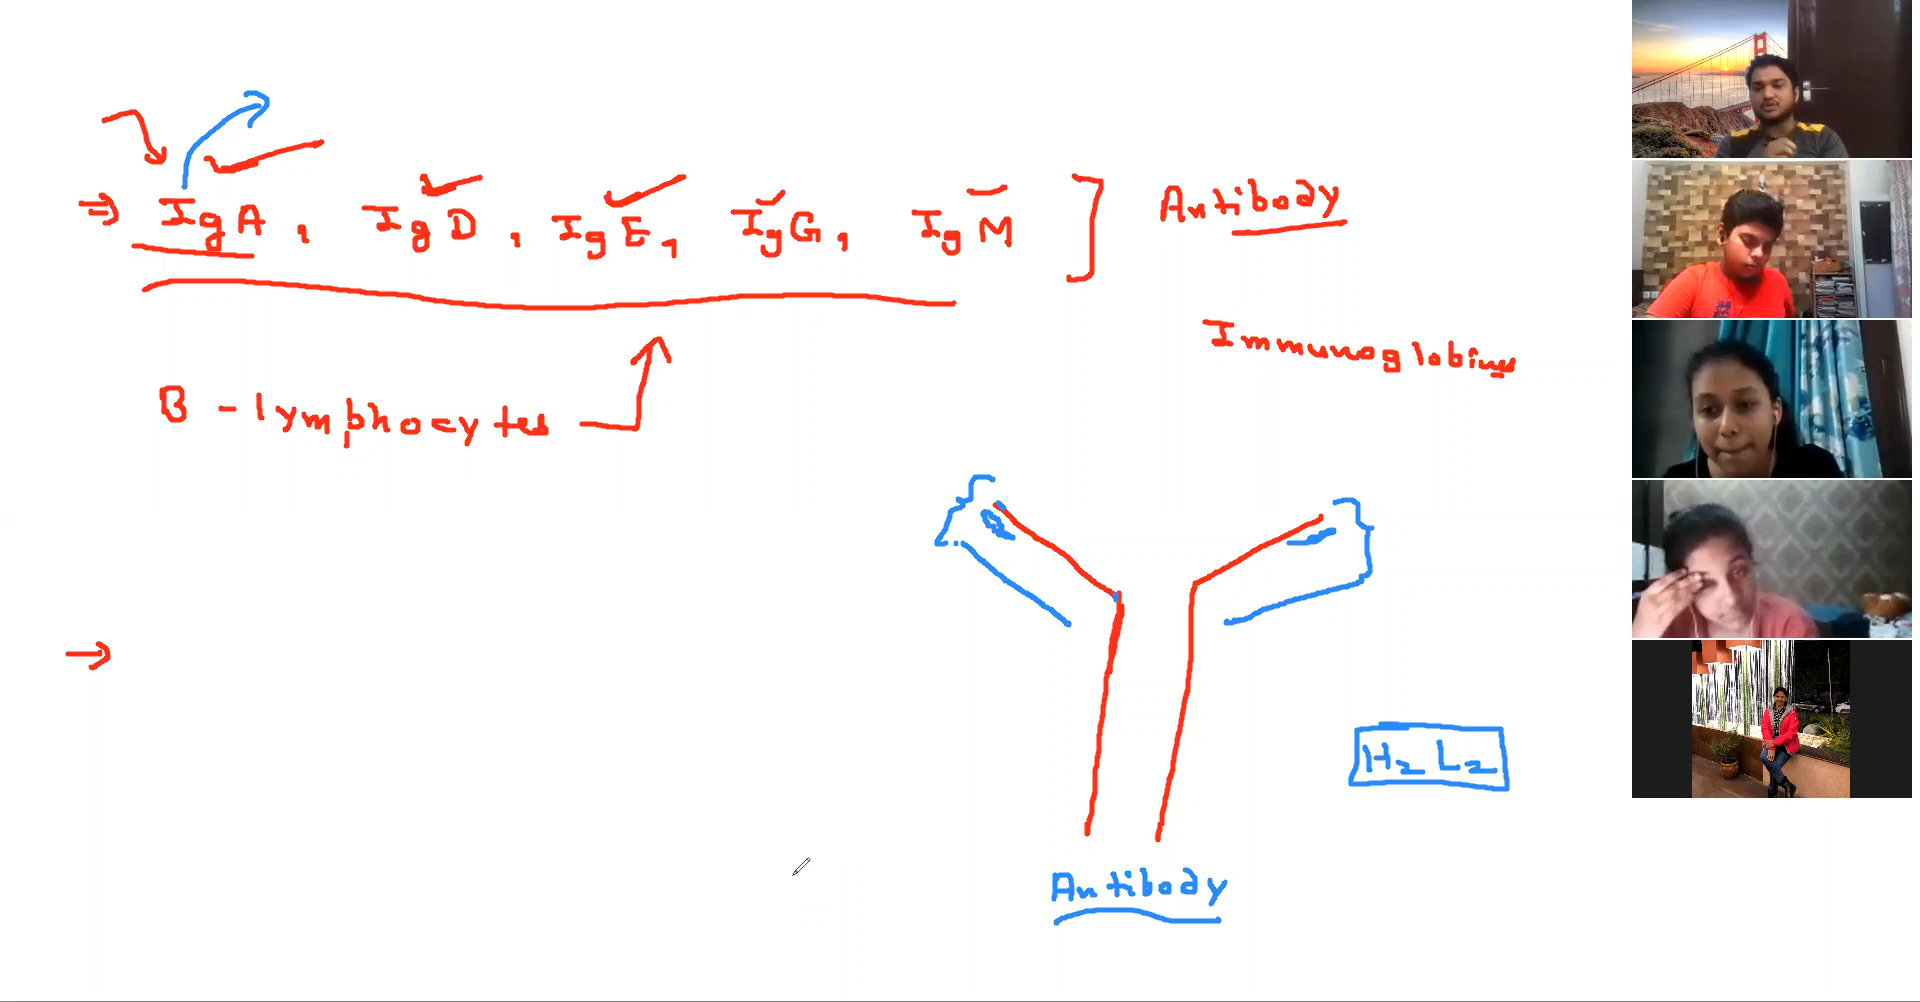 → IgA, IgD, IgE, IgG, IgM ] Antibody
Immunoglobins
B - lymphocytes
→
H₂ L₂
Antibody